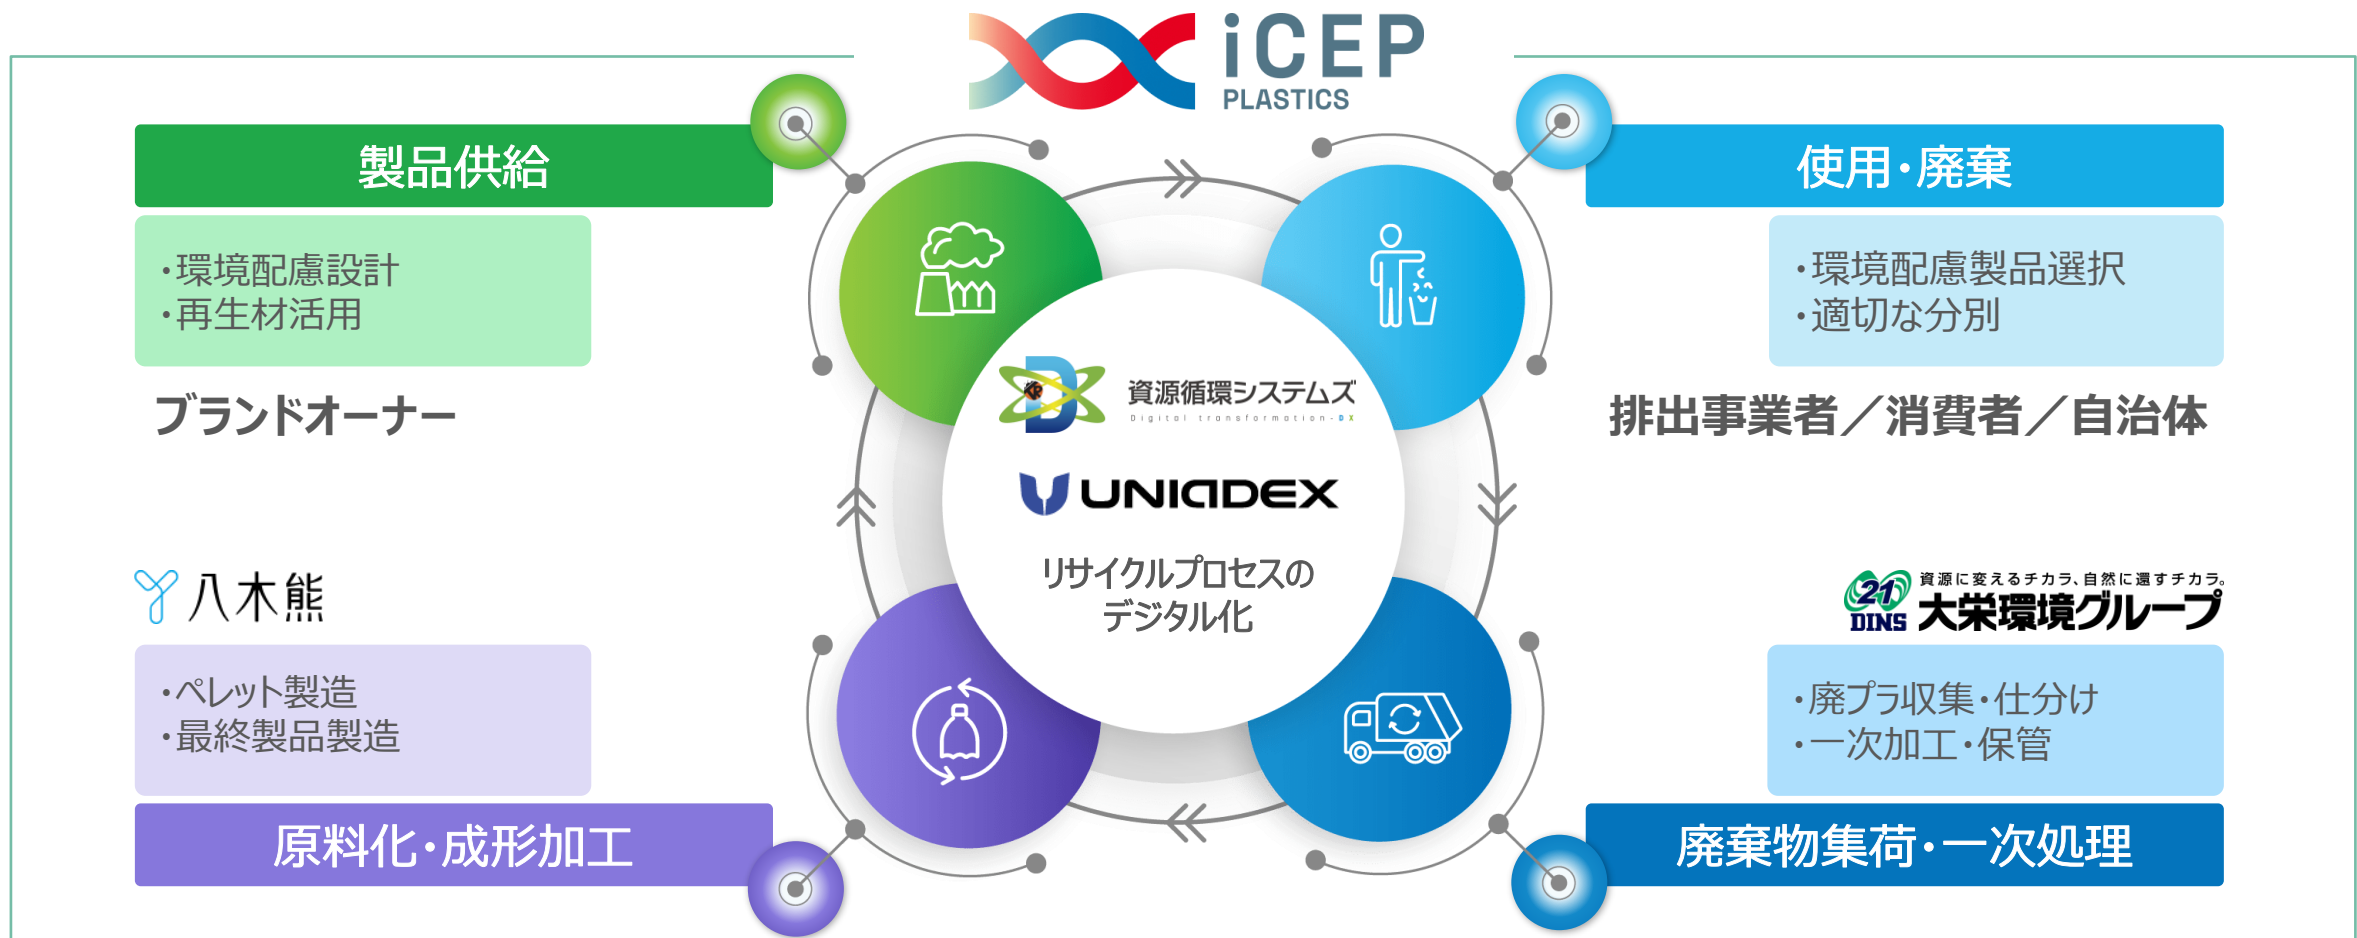 iCEP
PLASTICS
製品供給
・環境配慮設計
・再生材活用
ブランドオーナー
使用・廃棄
・環境配慮製品選択
・適切な分別
排出事業者／消費者／自治体
資源循環システムズ
Digital transformation-DX
UNIADEX
リサイクルプロセスの
デジタル化
八木熊
・ペレット製造
・最終製品製造
原料化・成形加工
21
DINS
資源に変えるチカラ、自然に還すチカラ。
大栄環境グループ
・廃プラ収集・仕分け
・一次加工・保管
廃棄物集荷・一次処理